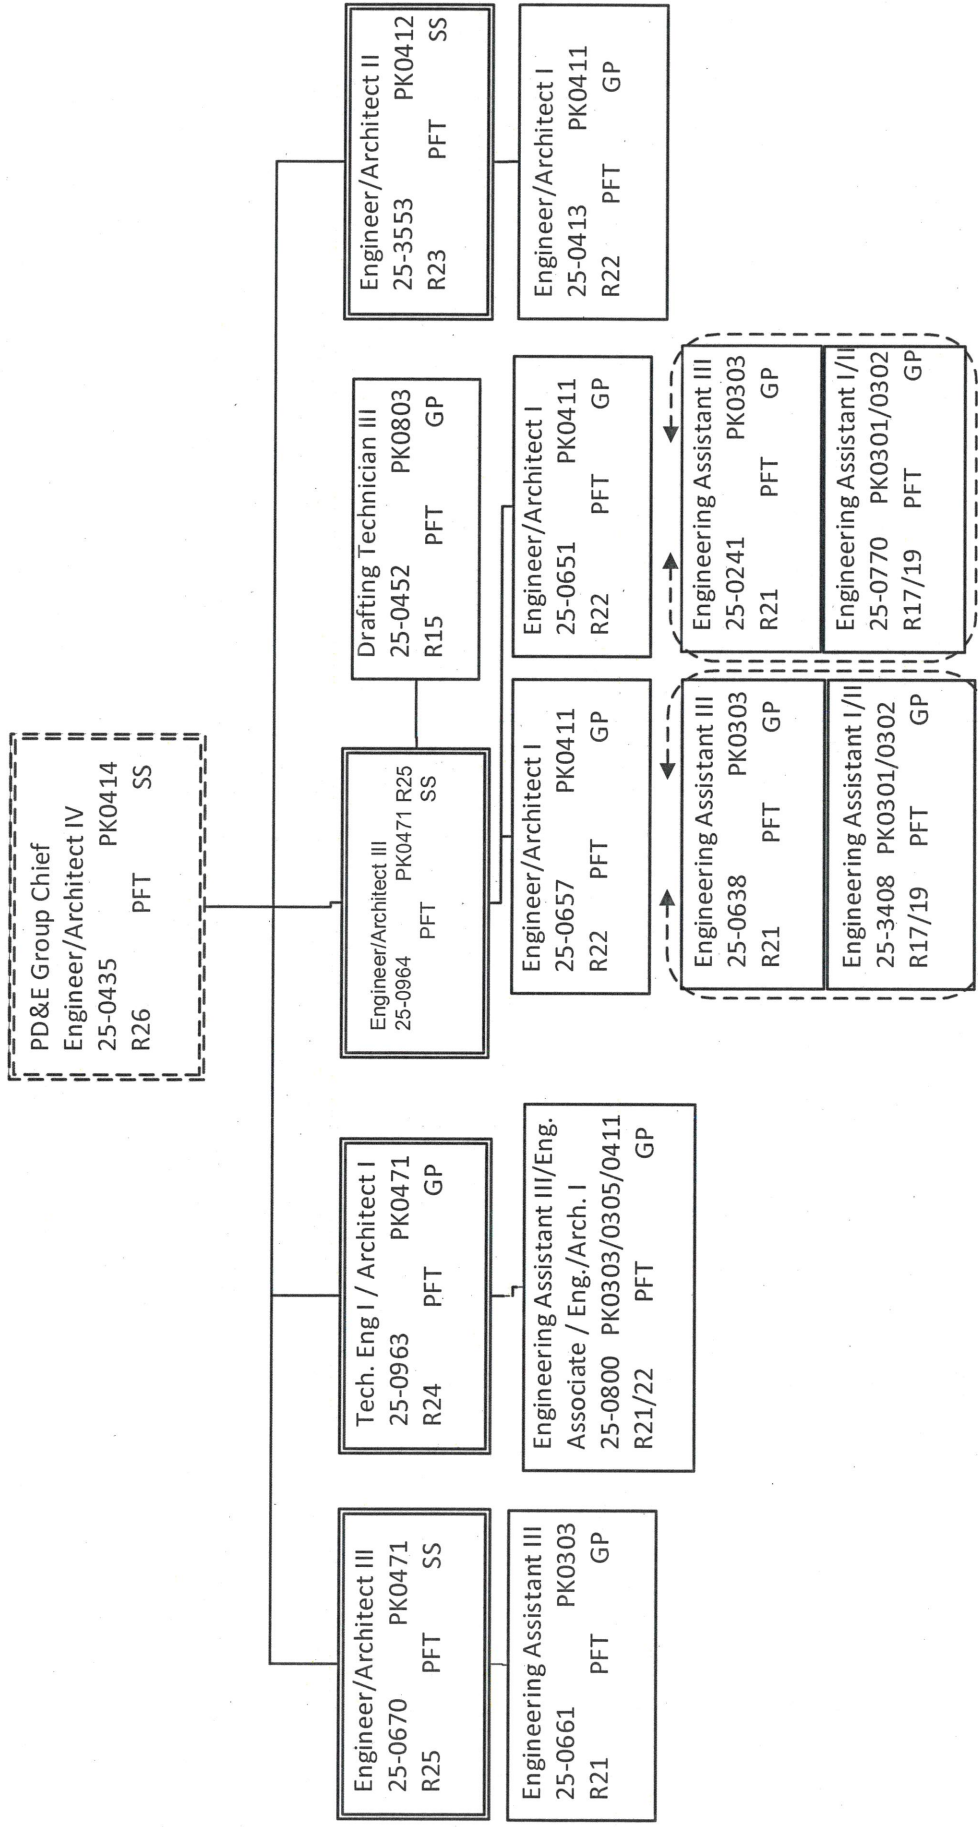 PD&E Group Chief
Engineer/Architect IV
25-0435 PK0414
R26 PFT SS
Engineer/Architect III
25-0670 PK0471
R25 PFT SS
Engineering Assistant III
25-0661 PK0303
R21 PFT GP
Tech. Eng I / Architect I
25-0963 PK0471
R24 PFT GP
Engineering Assistant III/Eng.
Associate / Eng./Arch. I
25-0800 PK0303/0305/0411
R21/22 PFT GP
Engineer/Architect III
25-0964 PK0471 R25
PFT SS
Drafting Technician III
25-0452 PK0803
R15 PFT GP
Engineer/Architect I
25-0657 PK0411
R22 PFT GP
Engineer/Architect I
25-0651 PK0411
R22 PFT GP
Engineering Assistant III
25-0638 PK0303
R21 PFT GP
Engineering Assistant I/II
25-3408 PK0301/0302
R17/19 PFT GP
Engineering Assistant III
25-0241 PK0303
R21 PFT GP
Engineering Assistant I/II
25-0770 PK0301/0302
R17/19 PFT GP
Engineer/Architect II
25-3553 PK0412
R23 PFT SS
Engineer/Architect I
25-0413 PK0411
R22 PFT GP